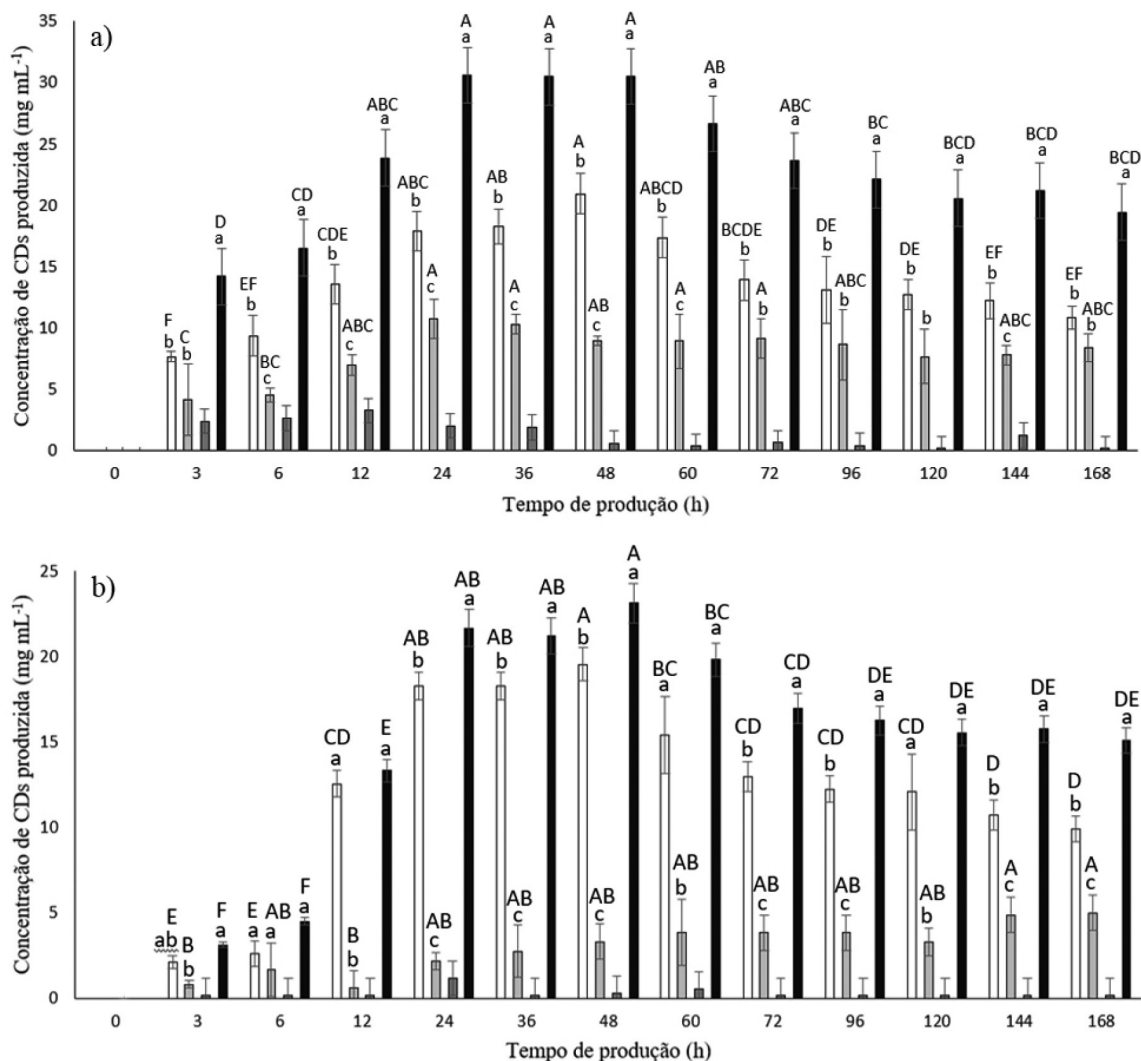 a)
Concentração de CDs produzida (mg mL⁻¹)
35
30
25
20
15
10
5
0
F
b
C
b
D
a
EF
b
BC
c
CD
a
CDE
b
ABC
c
ABC
a
ABC
b
A
c
A
a
AB
b
A
c
A
a
A
b
AB
c
A
a
ABCD
b
A
c
AB
a
BCDE
b
A
b
ABC
a
DE
b
ABC
b
BC
a
DE
b
b
BCD
a
EF
b
ABC
c
BCD
a
EF
b
ABC
b
BCD
a
0 3 6 12 24 36 48 60 72 96 120 144 168
Tempo de produção (h)
b)
Concentração de CDs produzida (mg mL⁻¹)
25
20
15
10
5
0
E
ab
B
b
F
a
E
a
AB
a
F
a
CD
a
B
b
E
a
AB
b
AB
c
AB
a
AB
b
AB
c
AB
a
A
b
AB
c
A
a
BC
a
AB
b
BC
a
CD
b
AB
c
CD
a
CD
b
AB
c
DE
a
CD
a
AB
b
DE
a
D
b
A
c
DE
a
D
b
A
c
DE
a
0 3 6 12 24 36 48 60 72 96 120 144 168
Tempo de produção (h)